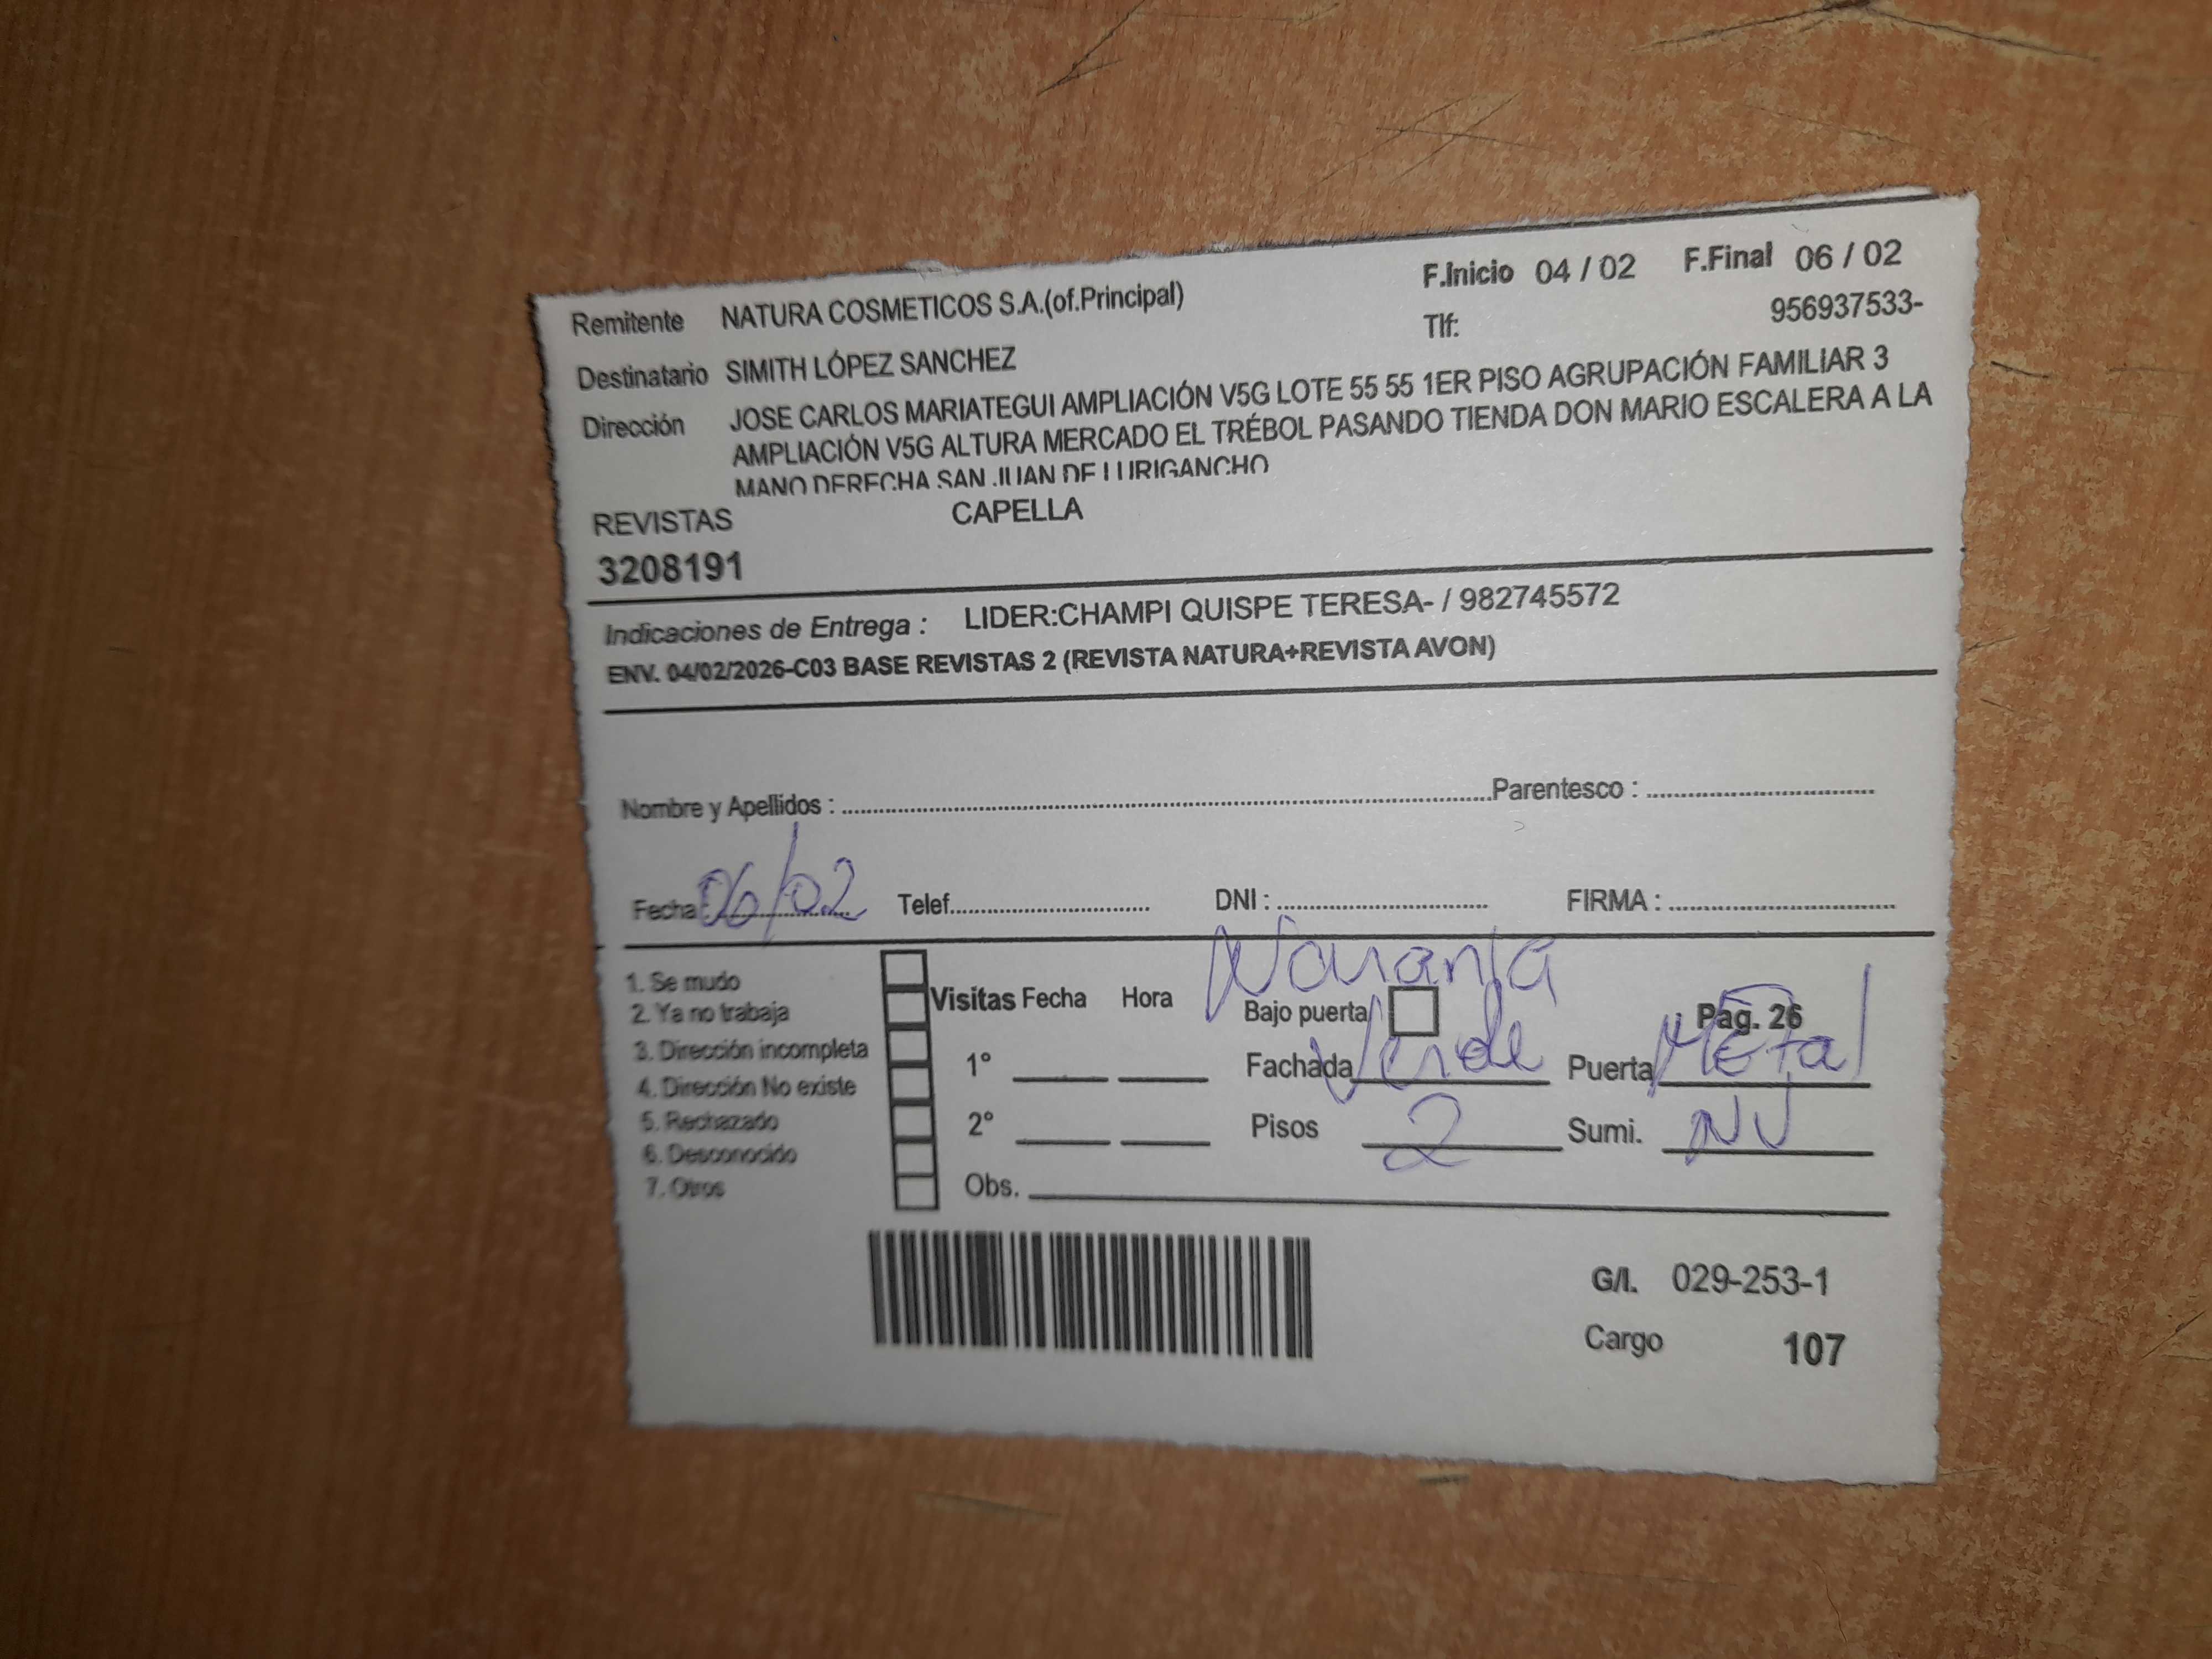 F.Inicio 04 / 02 F.Final 06 / 02
Remitente NATURA COSMETICOS S.A.(of.Principal)
Tlf: 956937533-
Destinatario SIMITH LÓPEZ SANCHEZ
Dirección JOSE CARLOS MARIATEGUI AMPLIACIÓN V5G LOTE 55 55 1ER PISO AGRUPACIÓN FAMILIAR 3
AMPLIACIÓN V5G ALTURA MERCADO EL TRÉBOL PASANDO TIENDA DON MARIO ESCALERA A LA
MANO DERECHA SAN JUAN DE LURIGANCHO
REVISTAS CAPELLA
3208191
Indicaciones de Entrega : LIDER:CHAMPI QUISPE TERESA- / 982745572
ENV. 04/02/2026-C03 BASE REVISTAS 2 (REVISTA NATURA+REVISTA AVON)
Nombre y Apellidos : Parentesco :
Fecha : 06/02 Telef. DNI : FIRMA :
Naranja
1. Se mudo
2. Ya no trabaja
3. Dirección incompleta
4. Dirección No existe
5. Rechazado
6. Desconocido
7. Otros
Visitas Fecha Hora Bajo puerta Pag. 26
1° Fachada Verde Puerta Metal
2° Pisos 2 Sumi.
Obs.
G/I. 029-253-1
Cargo 107